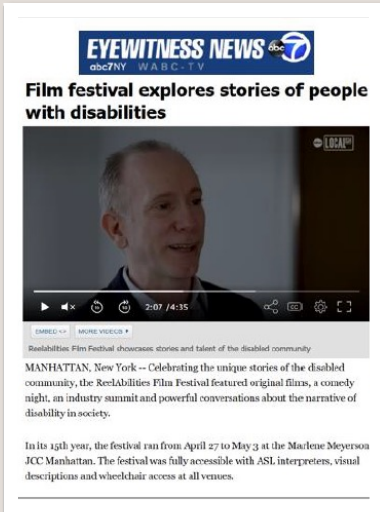 EYEWITNESS NEWS abc 7
abc7NY WABC-TV
Film festival explores stories of people
with disabilities
abc LOCALish
2:07 /4:35
CC
EMBED <> MORE VIDEOS
Reelabilities Film Festival showcases stories and talent of the disabled community
MANHATTAN, New York -- Celebrating the unique stories of the disabled
community, the ReelAbilities Film Festival featured original films, a comedy
night, an industry summit and powerful conversations about the narrative of
disability in society.
In its 15th year, the festival ran from April 27 to May 3 at the Marlene Meyerson
JCC Manhattan. The festival was fully accessible with ASL interpreters, visual
descriptions and wheelchair access at all venues.